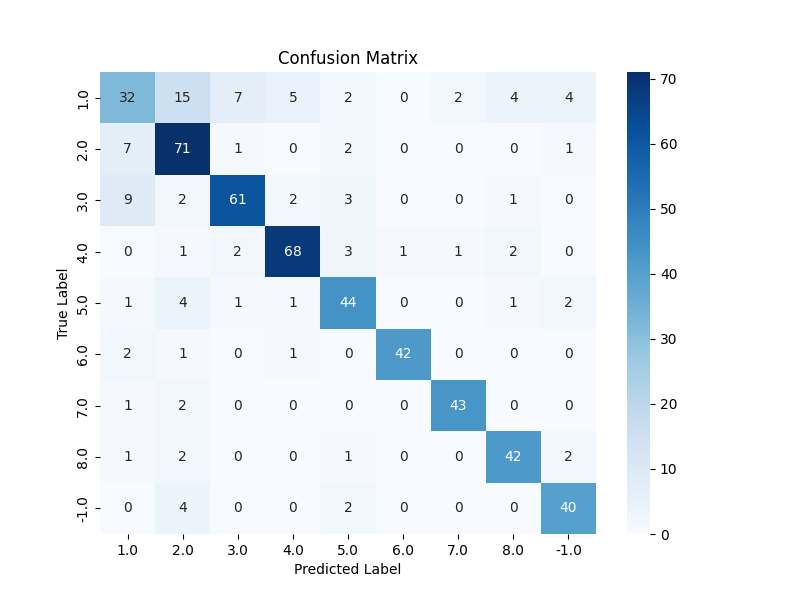 Confusion Matrix
1.0 32 15 7 5 2 0 2 4 4
2.0 7 71 1 0 2 0 0 0 1
3.0 9 2 61 2 3 0 0 1 0
4.0 0 1 2 68 3 1 1 2 0
5.0 1 4 1 1 44 0 0 1 2
6.0 2 1 0 1 0 42 0 0 0
7.0 1 2 0 0 0 0 43 0 0
8.0 1 2 0 0 1 0 0 42 2
-1.0 0 4 0 0 2 0 0 0 40
1.0 2.0 3.0 4.0 5.0 6.0 7.0 8.0 -1.0
Predicted Label
True Label
70
60
50
40
30
20
10
0